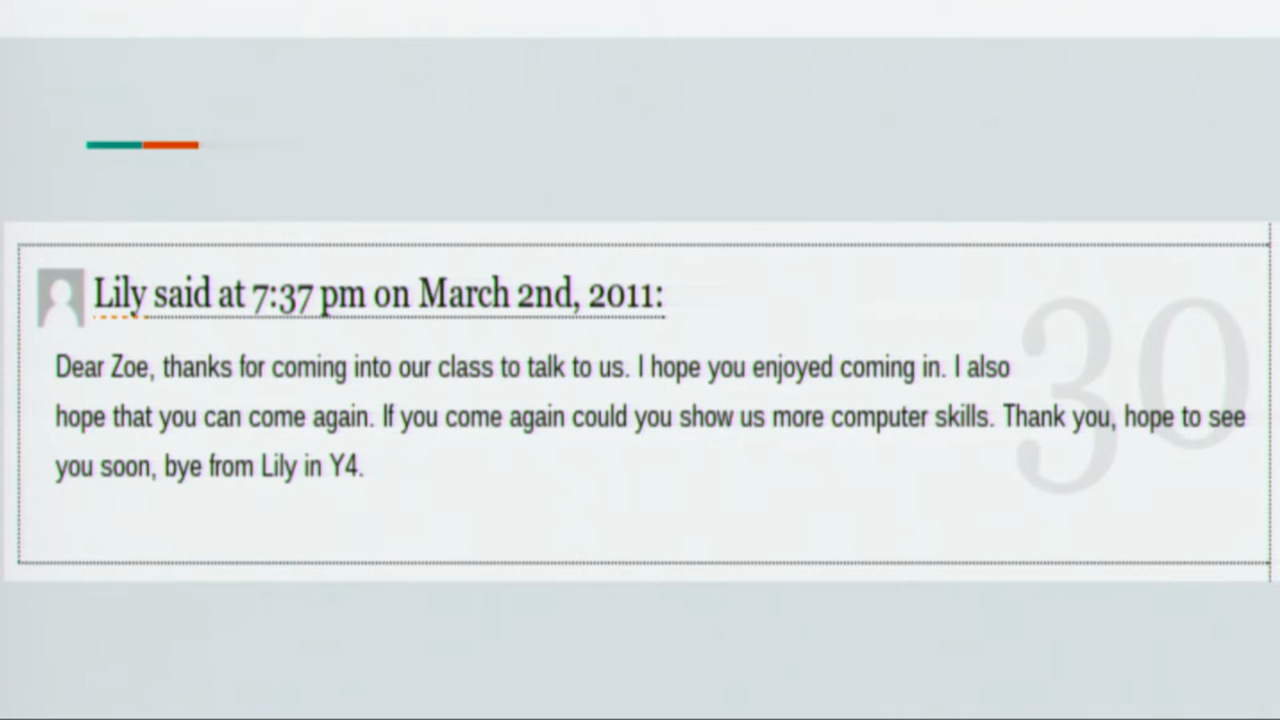 Lily said at 7:37 pm on March 2nd, 2011:
30
Dear Zoe, thanks for coming into our class to talk to us. I hope you enjoyed coming in. I also
hope that you can come again. If you come again could you show us more computer skills. Thank you, hope to see
you soon, bye from Lily in Y4.